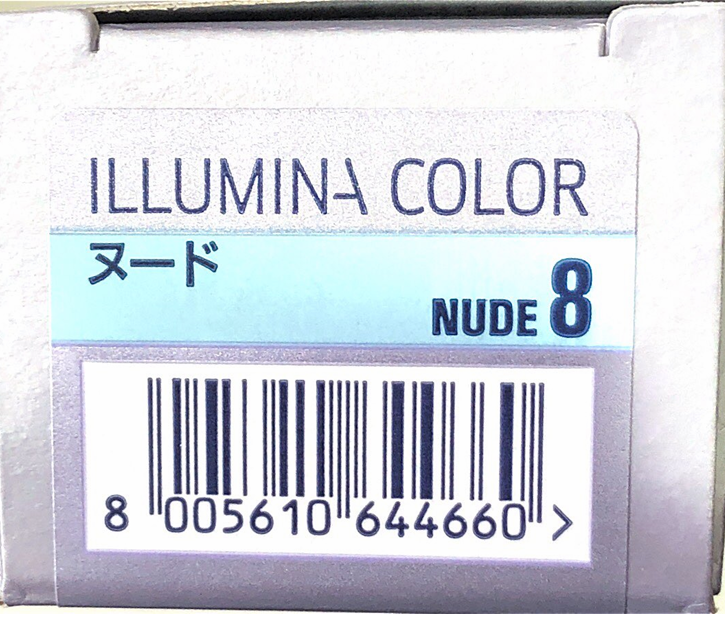 ILLUMINA COLOR
ヌード
NUDE 8
8 005610 644660 >